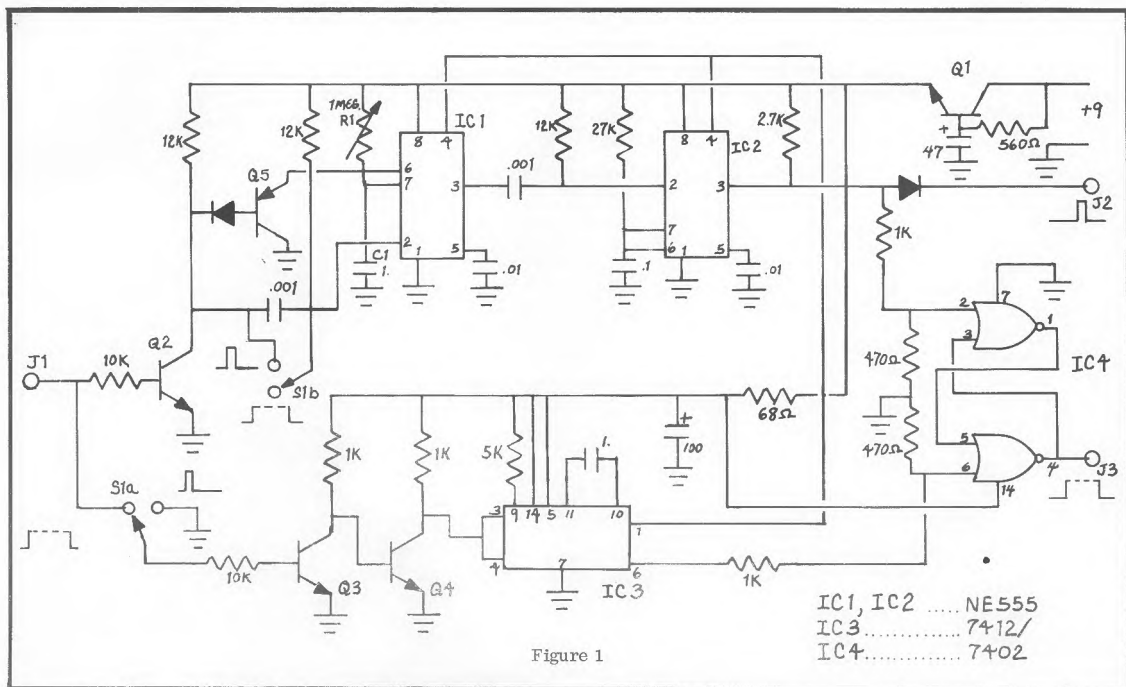 Q1
+9
+
47
560Ω
1MEG.
R1
12K
12K
IC1
8
4
12K
27K
8
4
IC2
2.7K
Q5
6
7
3
.001
2
3
J2
2
1
5
C1
1.
.01
7
6
1
5
.1
.01
1K
.001
7
2
1
3
IC4
J1
10K
Q2
S1b
470Ω
68Ω
470Ω
5
6
4
14
J3
1K
1K
5K
+
100
1.
S1a
3
9
14
5
11
10
1
4
7
6
10K
Q3
Q4
IC3
1K
IC1, IC2 ..... NE555
IC3 ............. 7412/
IC4 ............. 7402
Figure 1